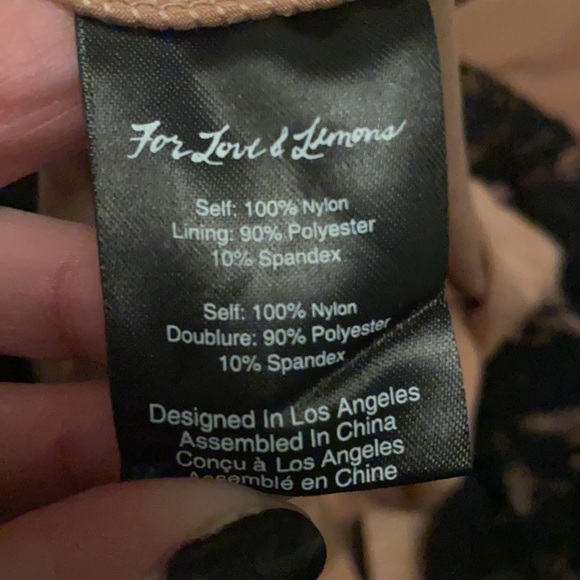 For Love & Lemons
Self: 100% Nylon
Lining: 90% Polyester
10% Spandex
Self: 100% Nylon
Doublure: 90% Polyester
10% Spandex
Designed In Los Angeles
Assembled In China
Conçu à Los Angeles
Assemblé en Chine